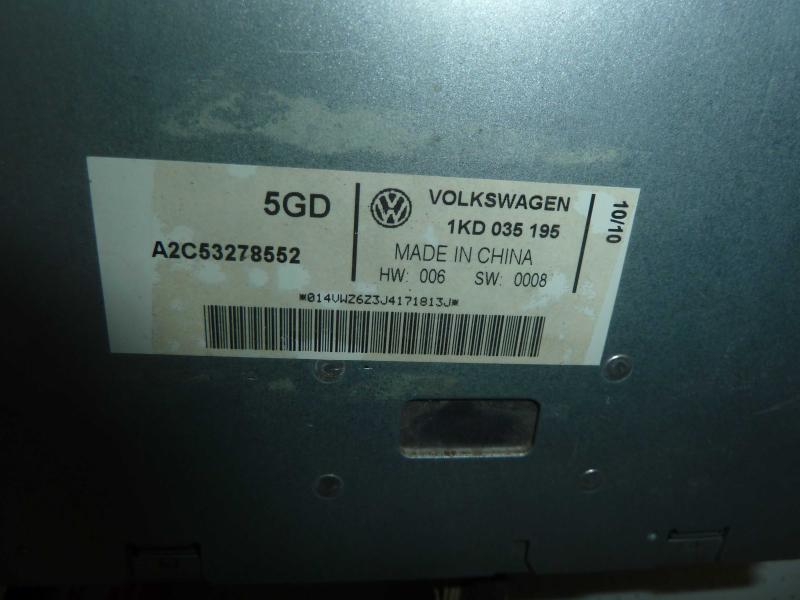 5GD
A2C53278552
VOLKSWAGEN
1KD 035 195
MADE IN CHINA
HW: 006 SW: 0008
10/10
*014VWZ6Z3J4171813J*